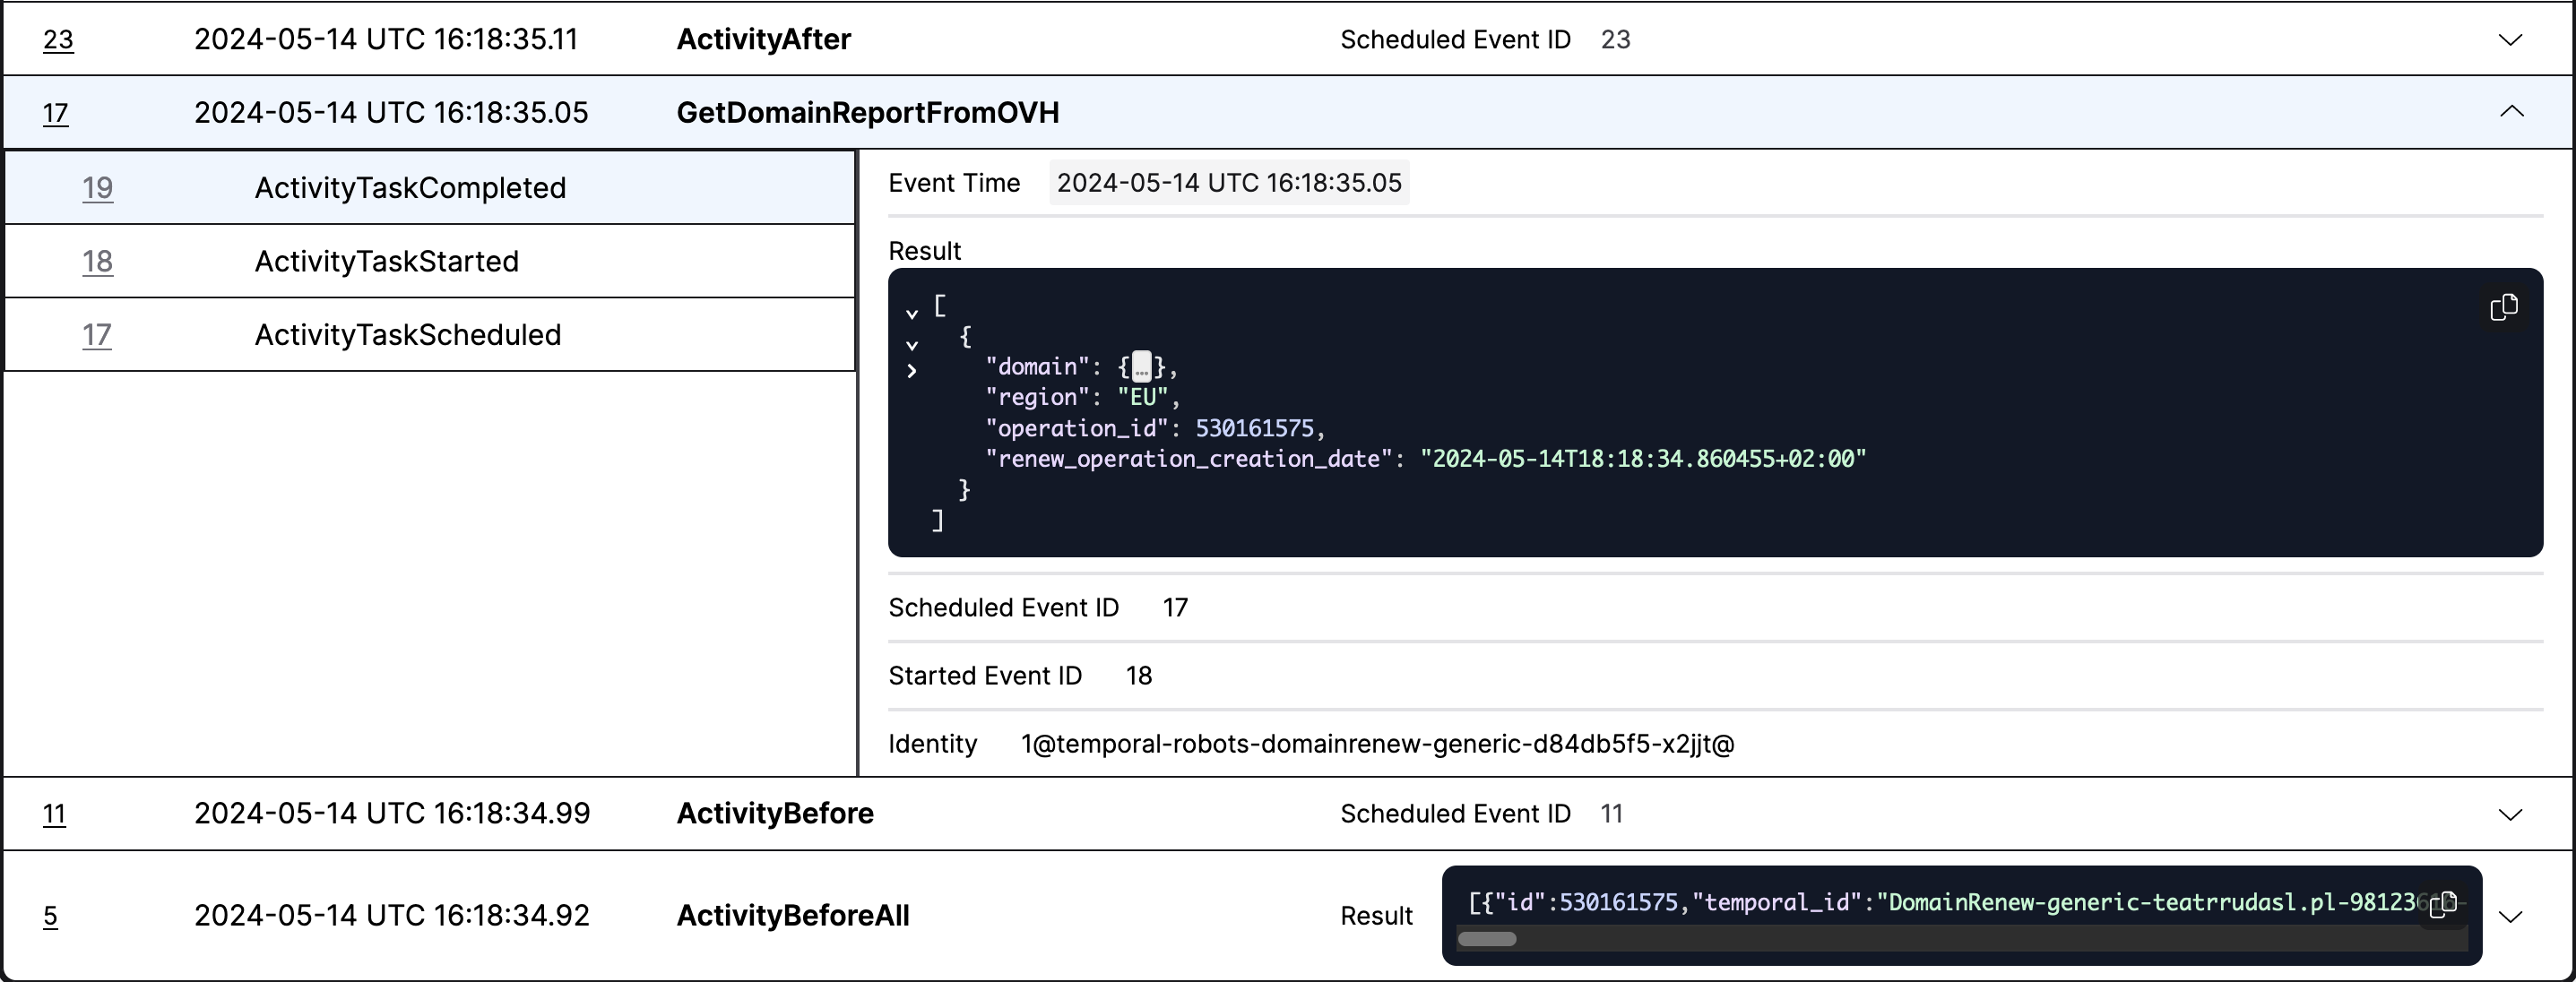 23 2024-05-14 UTC 16:18:35.11 ActivityAfter Scheduled Event ID 23
17 2024-05-14 UTC 16:18:35.05 GetDomainReportFromOVH
19 ActivityTaskCompleted
18 ActivityTaskStarted
17 ActivityTaskScheduled
Event Time 2024-05-14 UTC 16:18:35.05
Result
[
{
"domain": {…},
"region": "EU",
"operation_id": 530161575,
"renew_operation_creation_date": "2024-05-14T18:18:34.860455+02:00"
}
]
Scheduled Event ID 17
Started Event ID 18
Identity 1@temporal-robots-domainrenew-generic-d84db5f5-x2jjt@
11 2024-05-14 UTC 16:18:34.99 ActivityBefore Scheduled Event ID 11
5 2024-05-14 UTC 16:18:34.92 ActivityBeforeAll Result [{"id":530161575,"temporal_id":"DomainRenew-generic-teatrrudasl.pl-98123